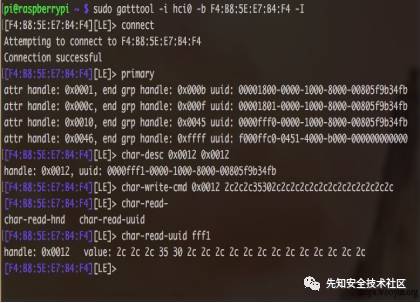 pi@raspberrypi ~ $ sudo gatttool -i hci0 -b F4:B8:5E:E7:B4:F4 -I
[F4:B8:5E:E7:B4:F4][LE]> connect
Attempting to connect to F4:B8:5E:E7:B4:F4
Connection successful
[F4:B8:5E:E7:B4:F4][LE]> primary
attr handle: 0x0001, end grp handle: 0x000b uuid: 00001800-0000-1000-8000-00805f9b34fb
attr handle: 0x000c, end grp handle: 0x000f uuid: 00001801-0000-1000-8000-00805f9b34fb
attr handle: 0x0010, end grp handle: 0x0045 uuid: 0000fff0-0000-1000-8000-00805f9b34fb
attr handle: 0x0046, end grp handle: 0xffff uuid: f000ffc0-0451-4000-b000-000000000000
[F4:B8:5E:E7:B4:F4][LE]> char-desc 0x0012 0x0012
handle: 0x0012, uuid: 0000fff1-0000-1000-8000-00805f9b34fb
[F4:B8:5E:E7:B4:F4][LE]> char-write-cmd 0x0012 2c2c2c35302c2c2c2c2c2c2c2c2c2c2c2c2c
[F4:B8:5E:E7:B4:F4][LE]> char-read-
char-read-hnd char-read-uuid
[F4:B8:5E:E7:B4:F4][LE]> char-read-uuid fff1
handle: 0x0012 value: 2c 2c 2c 35 30 2c 2c 2c 2c 2c 2c 2c 2c 2c 2c 2c 2c 2c
[F4:B8:5E:E7:B4:F4][LE]>
先知安全技术社区